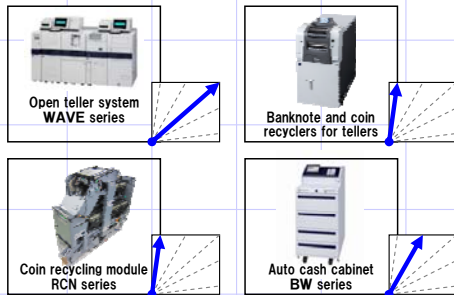 Open teller system
WAVE series
Banknote and coin
recyclers for tellers
Coin recycling module
RCN series
Auto cash cabinet
BW series